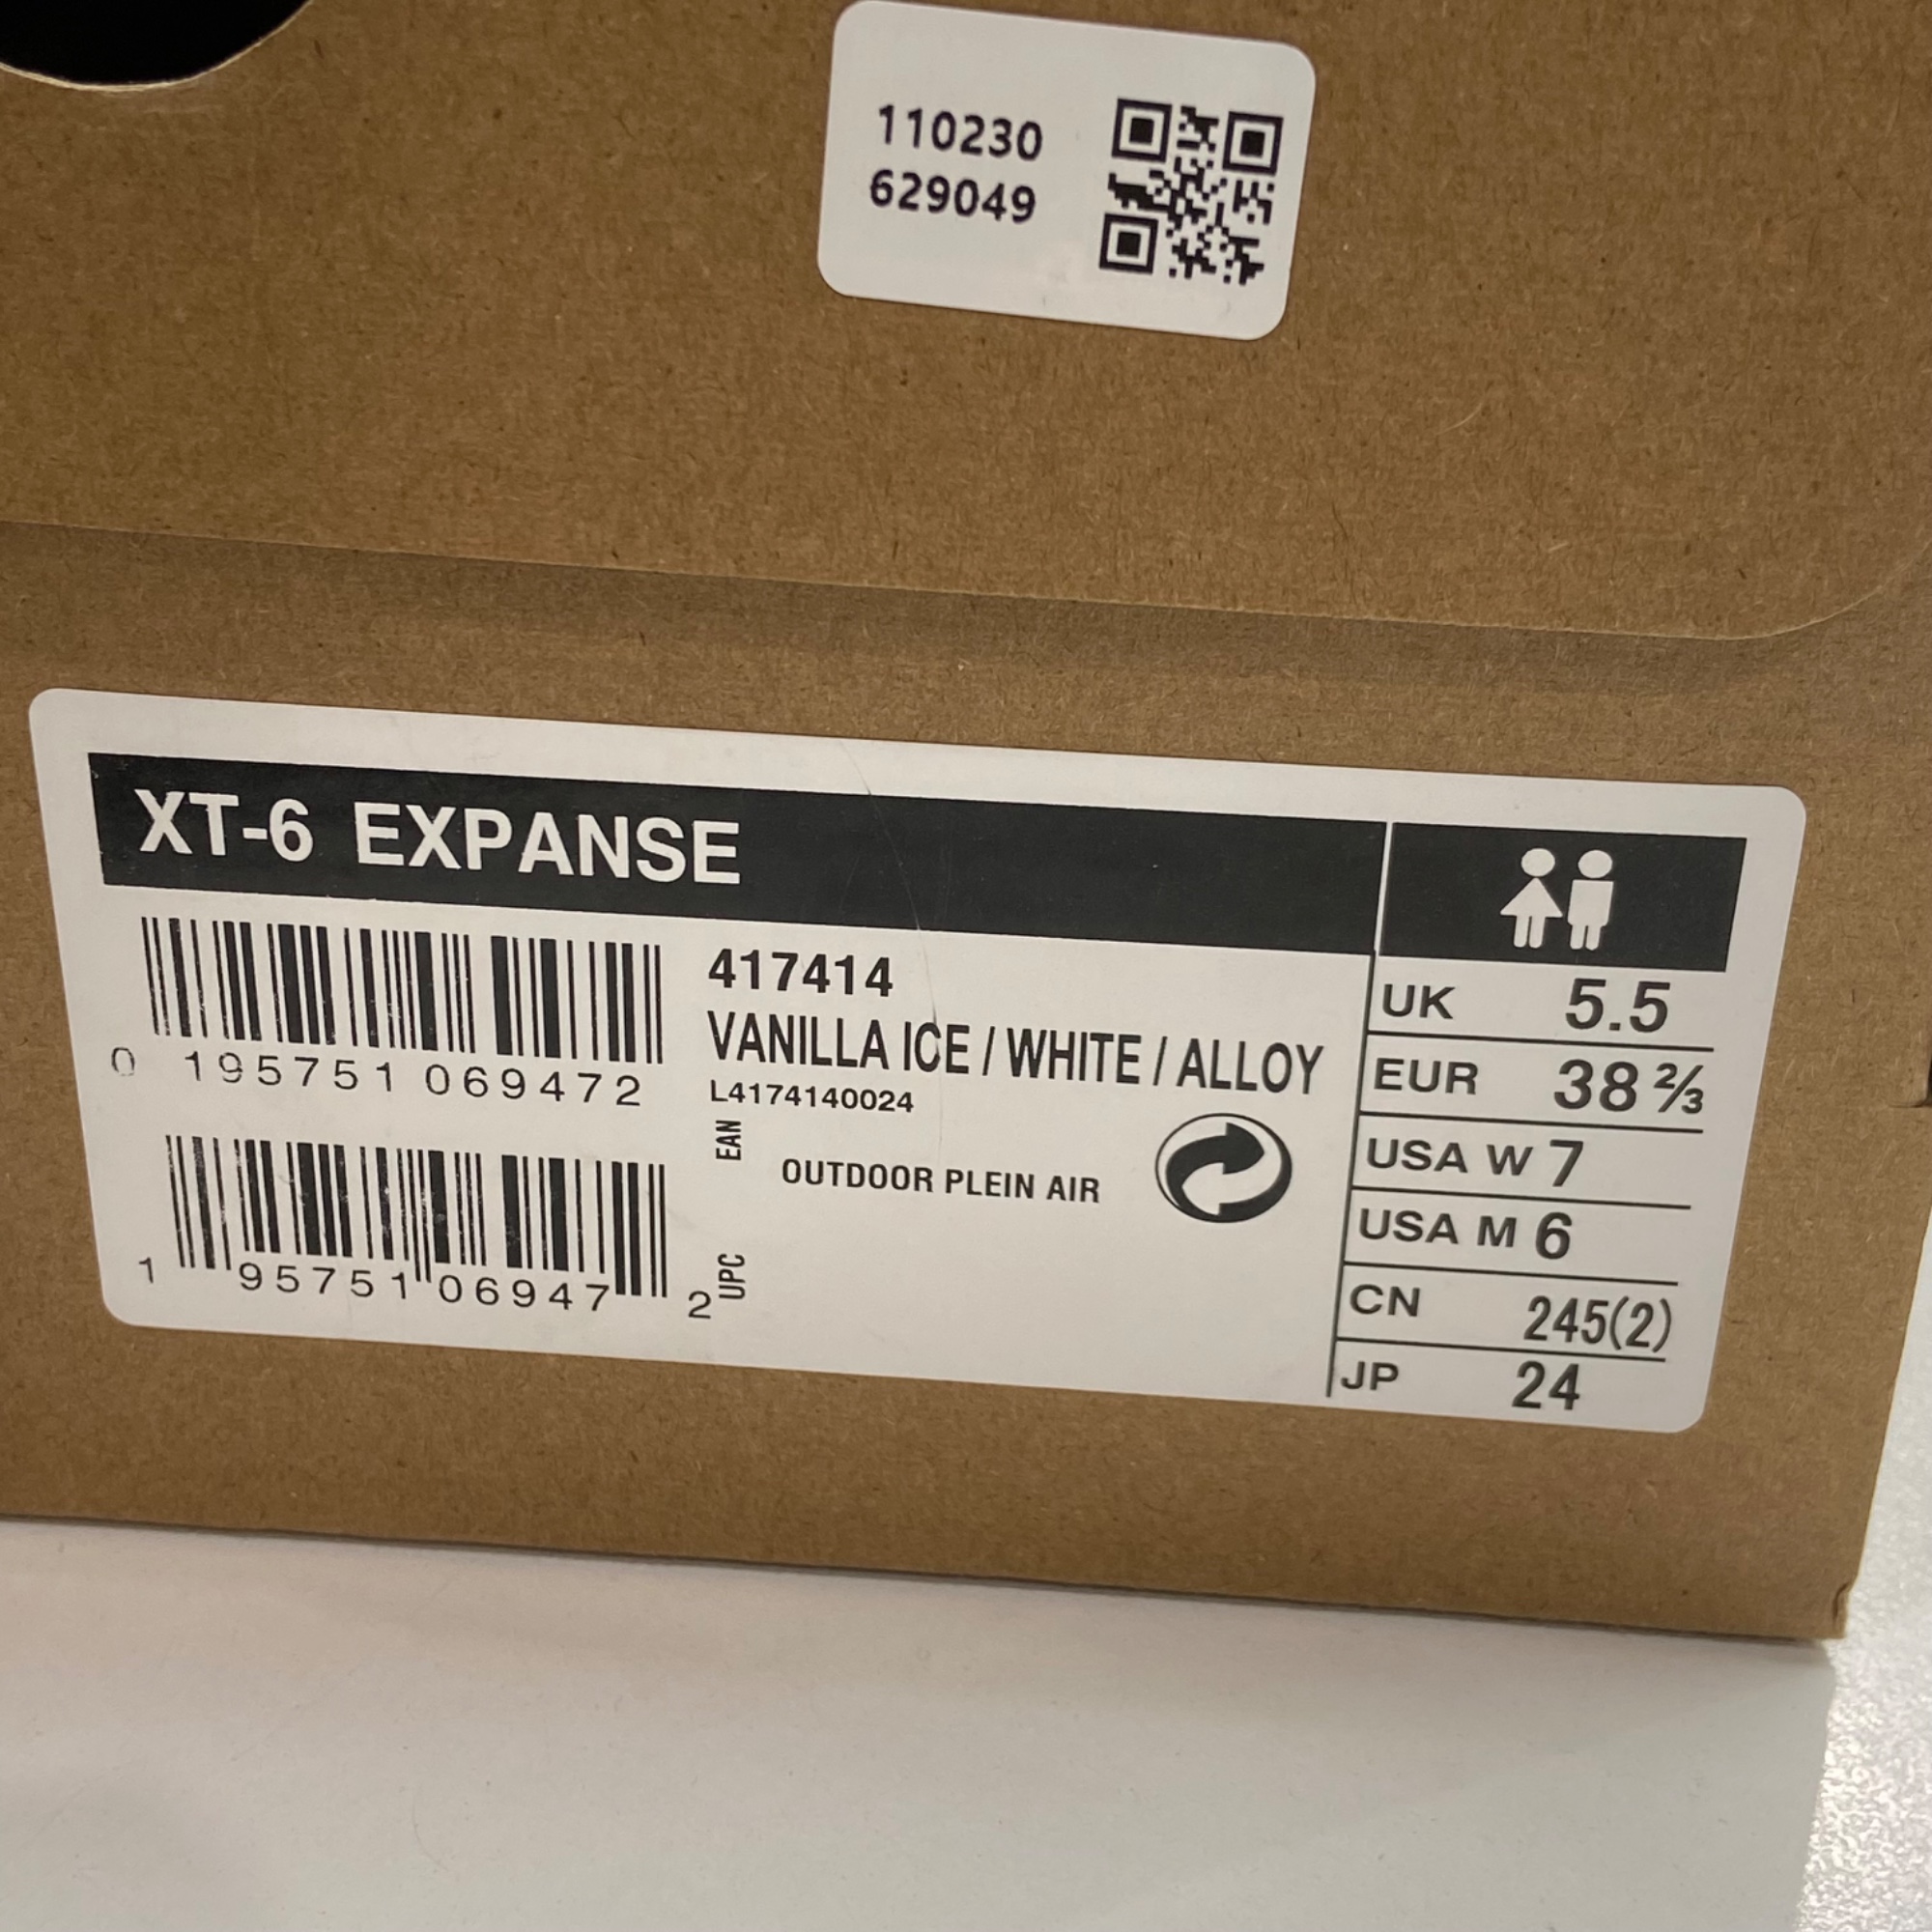 110230
629049
XT-6 EXPANSE
0 195751 069472
417414
VANILLA ICE / WHITE / ALLOY
L4174140024
EAN
OUTDOOR PLEIN AIR
1 95751 06947 2
UPC
UK 5.5
EUR 38 ⅔
USA W 7
USA M 6
CN 245(2)
JP 24